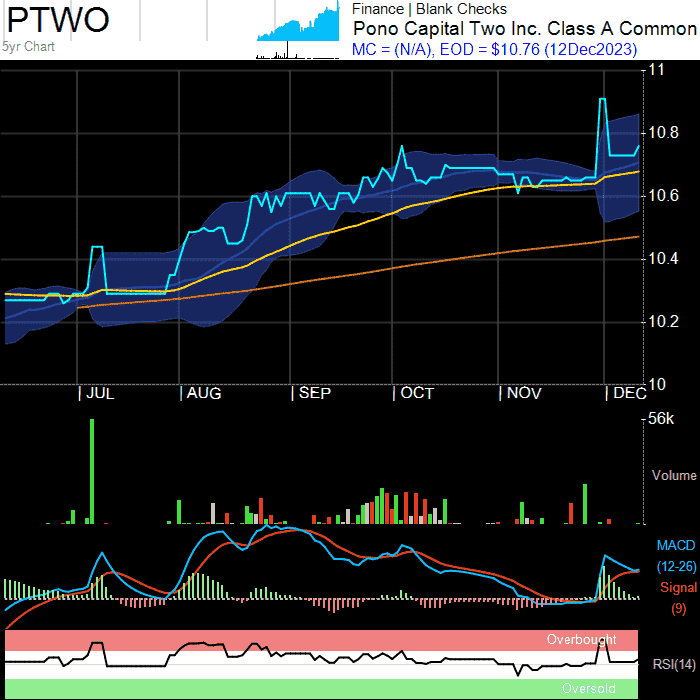 PTWO
Finance | Blank Checks
Pono Capital Two Inc. Class A Common
5yr Chart
MC = (N/A), EOD = $10.76 (12Dec2023)
11
10.8
10.6
10.4
10.2
10
| JUL | AUG | SEP | OCT | NOV | DEC
56k
Volume
MACD
(12-26)
Signal
(9)
Overbought
RSI(14)
Oversold